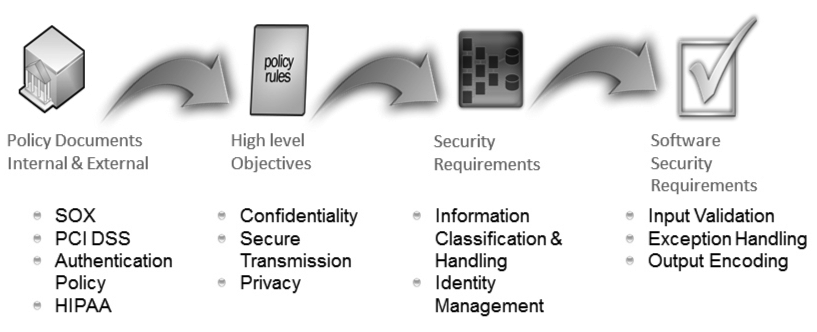 policy
rules
Policy Documents
Internal & External
SOX
PCI DSS
Authentication
Policy
HIPAA
High level
Objectives
Confidentiality
Secure
Transmission
Privacy
Security
Requirements
Information
Classification &
Handling
Identity
Management
Software
Security
Requirements
Input Validation
Exception Handling
Output Encoding